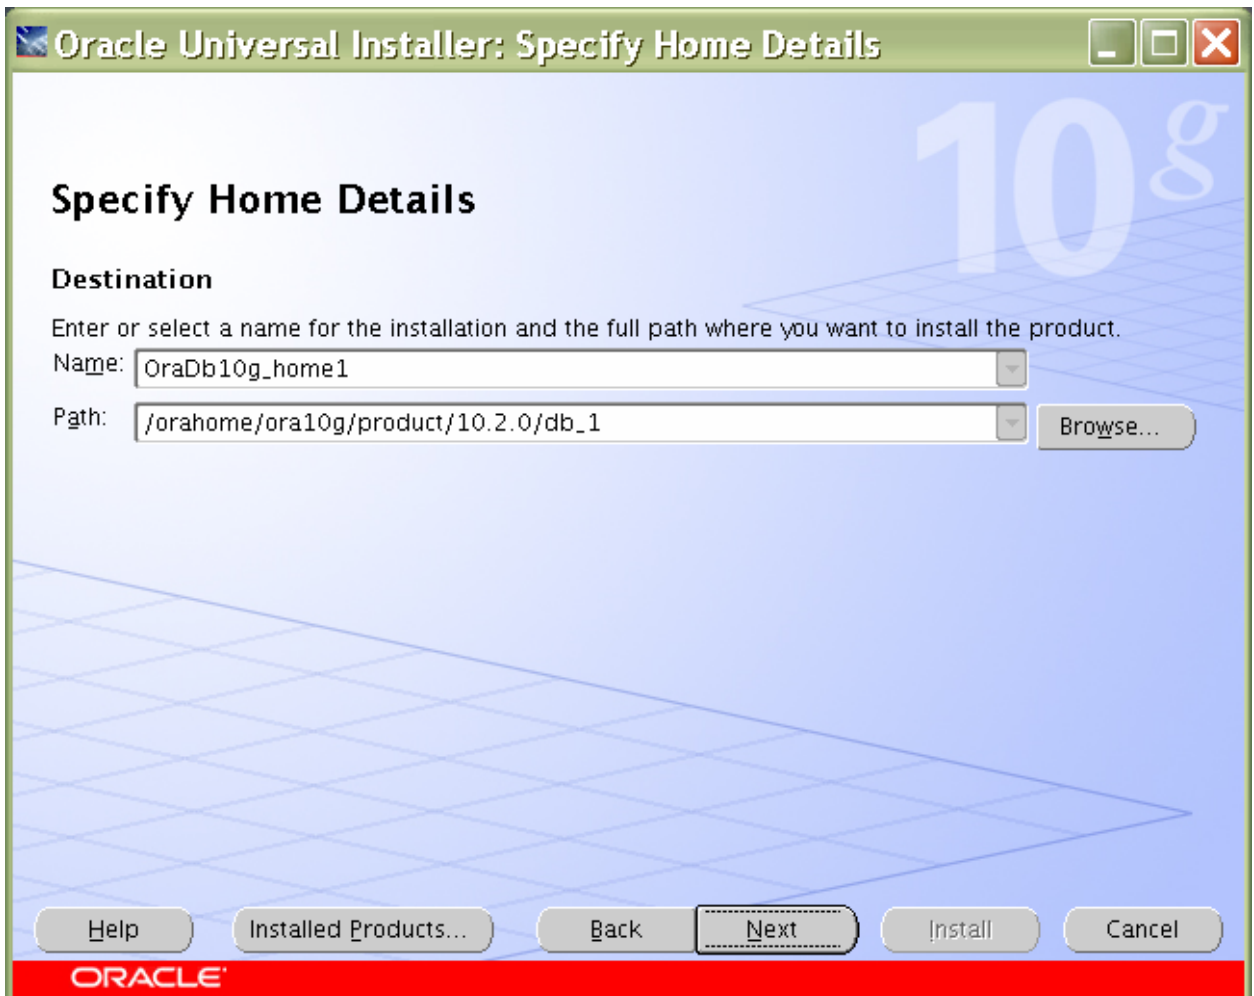 Oracle Universal Installer: Specify Home Details
10g
Specify Home Details
Destination
Enter or select a name for the installation and the full path where you want to install the product.
Name: OraDb10g_home1
Path: /orahome/ora10g/product/10.2.0/db_1 Browse...
Help Installed Products... Back Next Install Cancel
ORACLE